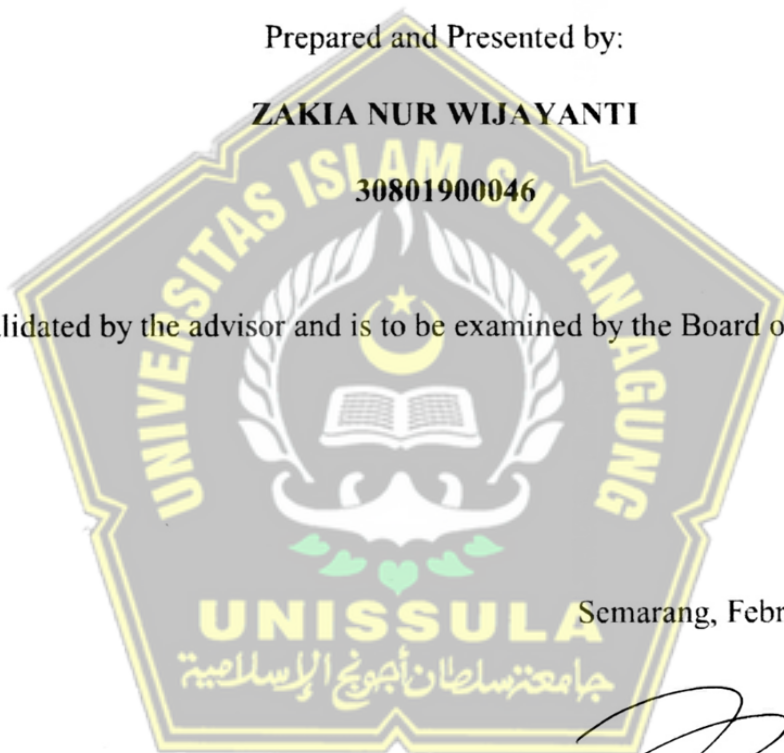 Prepared and Presented by:
ZAKIA NUR WIJAYANTI
30801900046
UNIVERSITAS ISLAM SULTAN AGUNG
lidated by the advisor and is to be examined by the Board o
Semarang, Febr
UNISSULA
جامعة سلطان أجونج الإسلامية